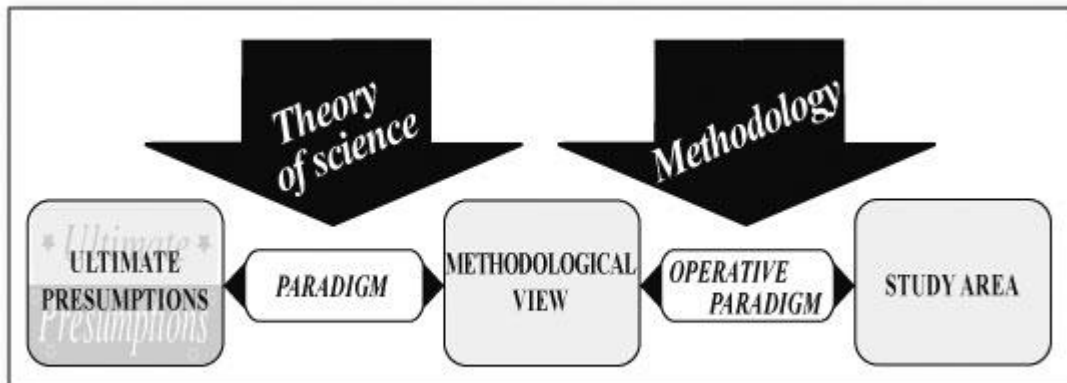 Theory
of science
Methodology
Ultimate
ULTIMATE
PRESUMPTIONS
Presumptions
PARADIGM
METHODOLOGICAL
VIEW
OPERATIVE
PARADIGM
STUDY AREA